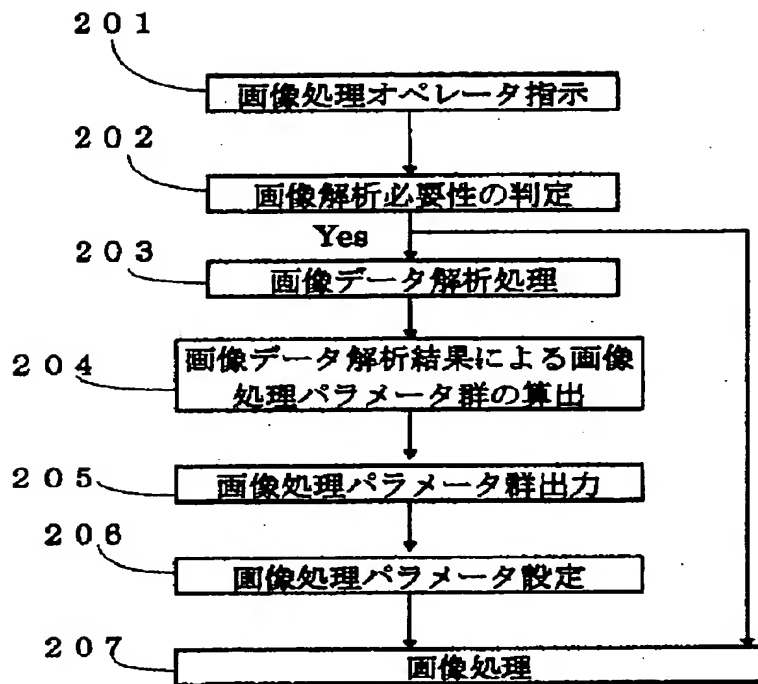 ２０１
画像処理オペレータ指示
２０２
画像解析必要性の判定
Yes
２０３
画像データ解析処理
２０４
画像データ解析結果による画像
処理パラメータ群の算出
２０５
画像処理パラメータ群出力
２０６
画像処理パラメータ設定
２０７
画像処理